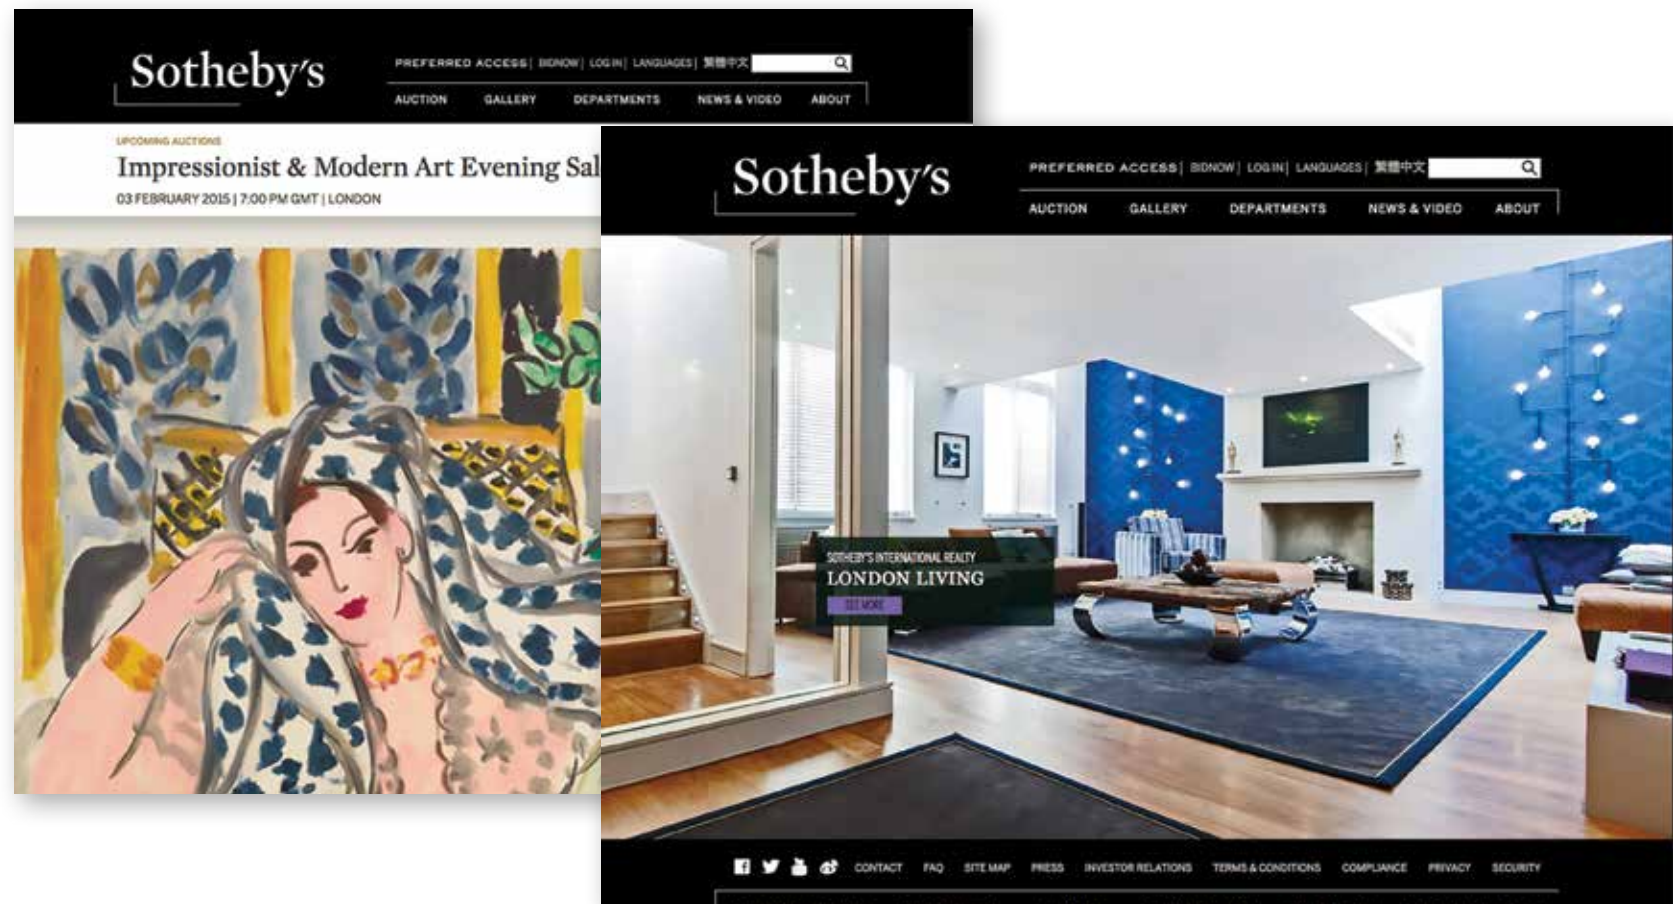 Sotheby's
PREFERRED ACCESS | BIDNOW | LOG IN | LANGUAGES | 繁體中文
AUCTION GALLERY DEPARTMENTS NEWS & VIDEO ABOUT
UPCOMING AUCTIONS
Impressionist & Modern Art Evening Sal
03 FEBRUARY 2015 | 7:00 PM GMT | LONDON
Sotheby's
PREFERRED ACCESS | BIDNOW | LOG IN | LANGUAGES | 繁體中文
AUCTION GALLERY DEPARTMENTS NEWS & VIDEO ABOUT
SOTHEBY'S INTERNATIONAL REALTY
LONDON LIVING
SEE MORE
CONTACT FAQ SITE MAP PRESS INVESTOR RELATIONS TERMS & CONDITIONS COMPLIANCE PRIVACY SECURITY